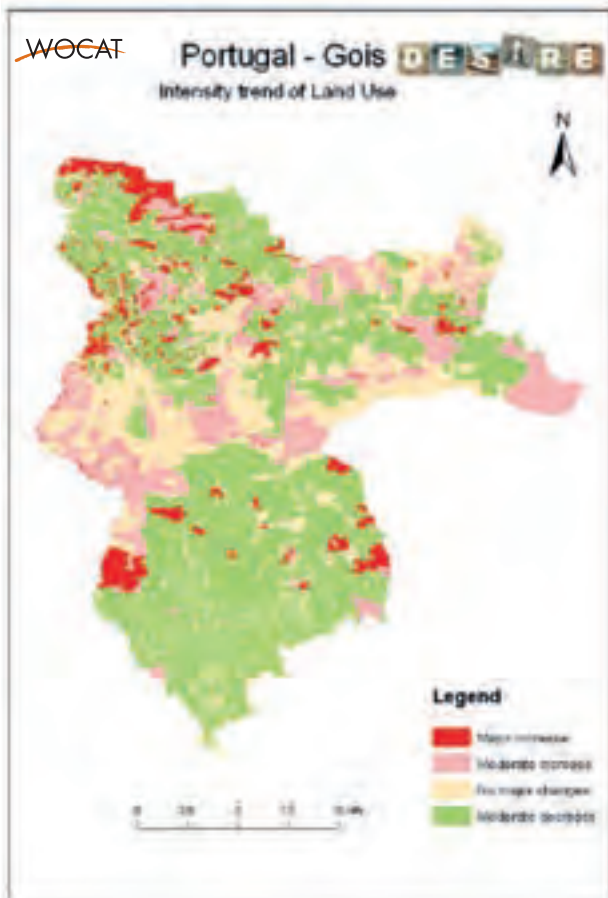 WOCAT
Portugal - Gois DESIRE
Intensity trend of Land Use
N
Legend
Major increase
Moderate increase
No major changes
Moderate decrease